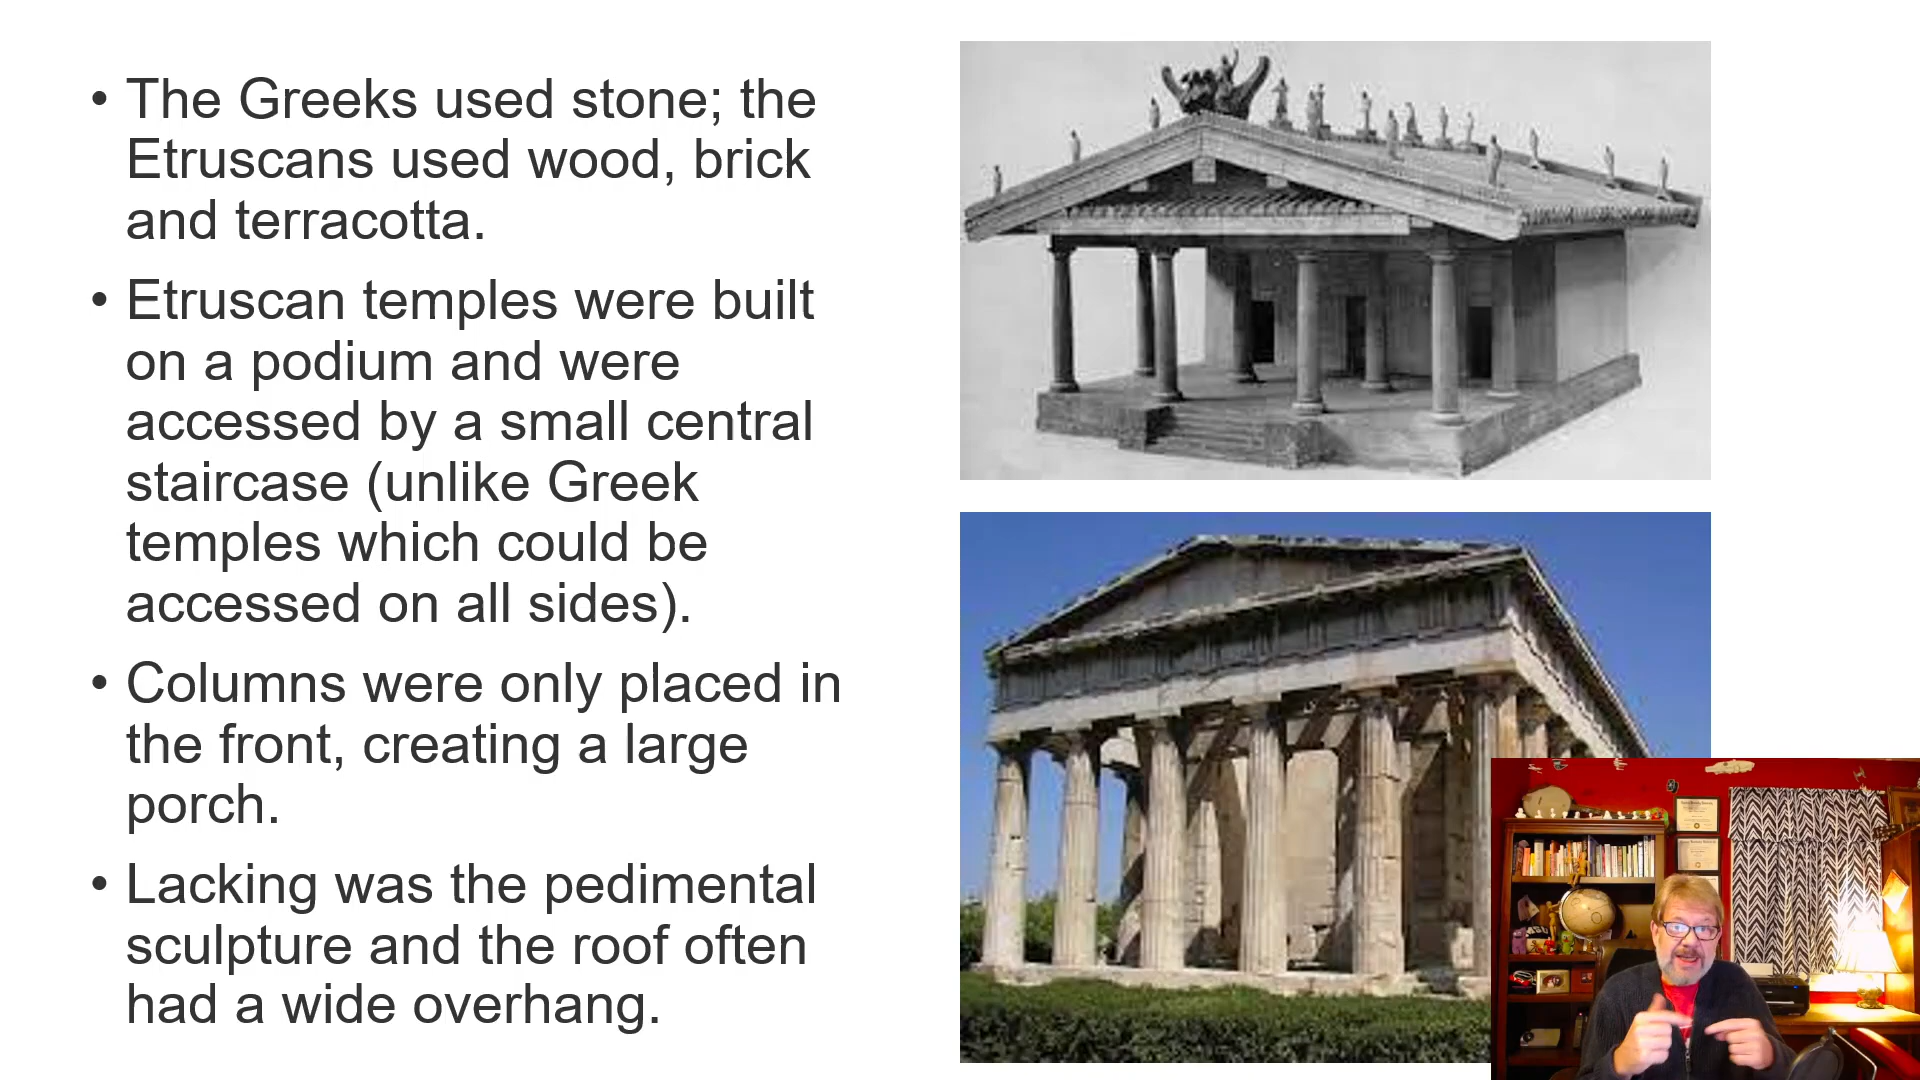 • The Greeks used stone; the
Etruscans used wood, brick
and terracotta.
• Etruscan temples were built
on a podium and were
accessed by a small central
staircase (unlike Greek
temples which could be
accessed on all sides).
• Columns were only placed in
the front, creating a large
porch.
• Lacking was the pedimental
sculpture and the roof often
had a wide overhang.